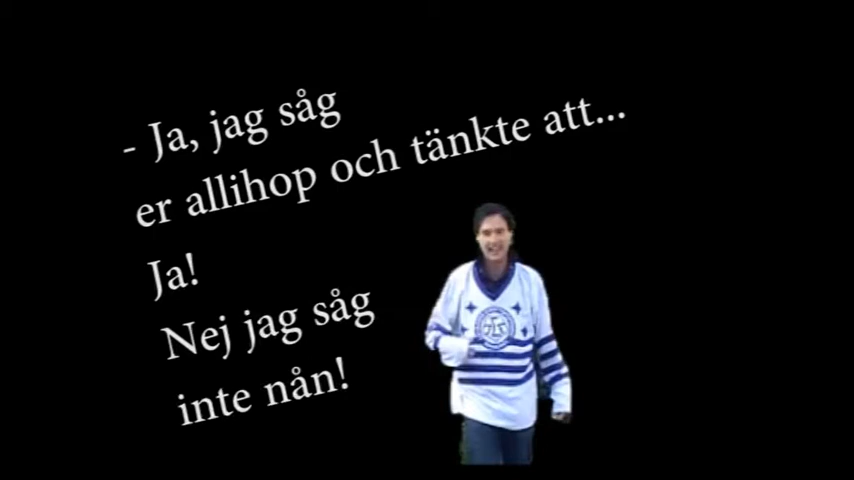 - Ja, jag såg
er allihop och tänkte att...
Ja!
Nej jag såg
inte nån!